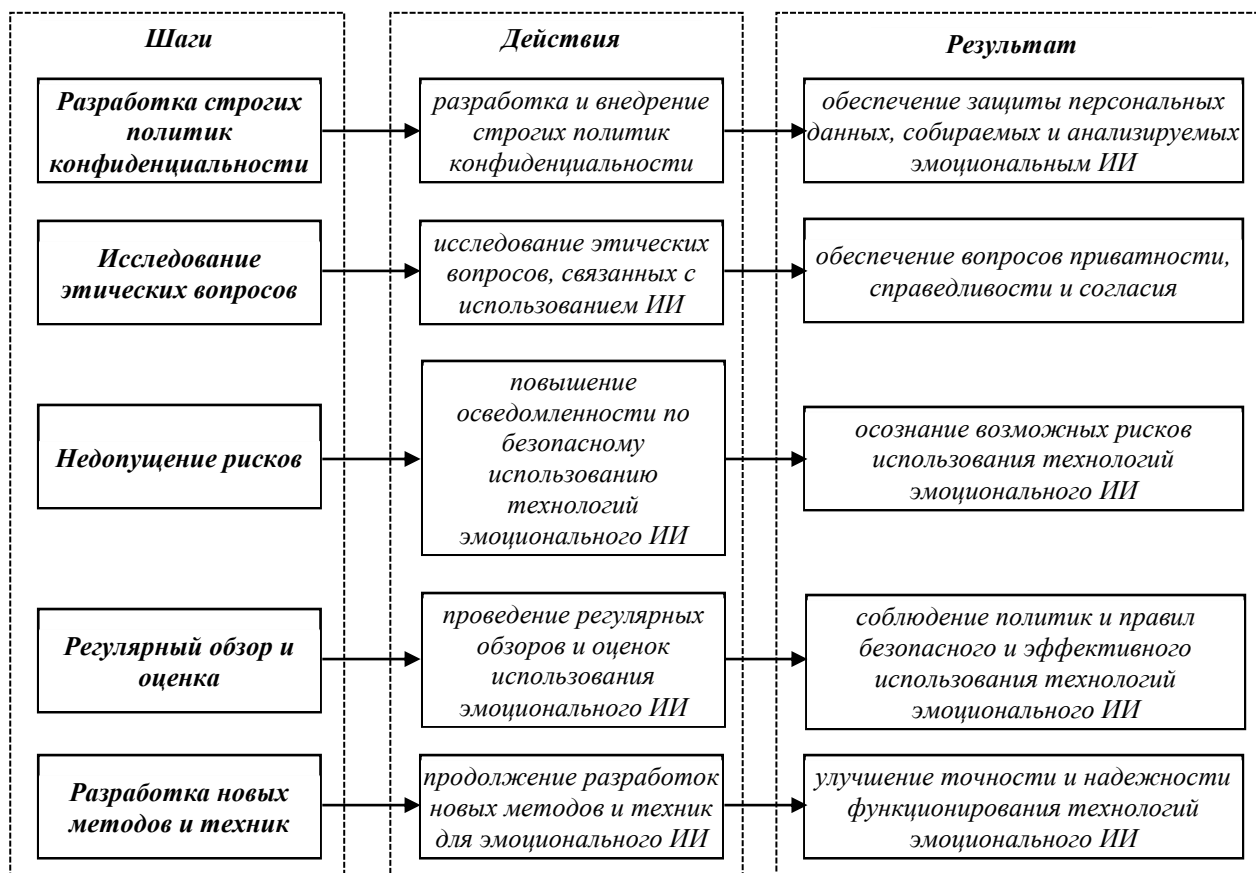 Шаги
Действия
Результат
Разработка строгих
политик
конфиденциальности
разработка и внедрение
строгих политик
конфиденциальности
обеспечение защиты персональных
данных, собираемых и анализируемых
эмоциональным ИИ
Исследование
этических вопросов
исследование этических
вопросов, связанных с
использованием ИИ
обеспечение вопросов приватности,
справедливости и согласия
Недопущение рисков
повышение
осведомленности по
безопасному
использованию
технологий
эмоционального ИИ
осознание возможных рисков
использования технологий
эмоционального ИИ
Регулярный обзор и
оценка
проведение регулярных
обзоров и оценок
использования
эмоционального ИИ
соблюдение политик и правил
безопасного и эффективного
использования технологий
эмоционального ИИ
Разработка новых
методов и техник
продолжение разработок
новых методов и техник
для эмоционального ИИ
улучшение точности и надежности
функционирования технологий
эмоционального ИИ